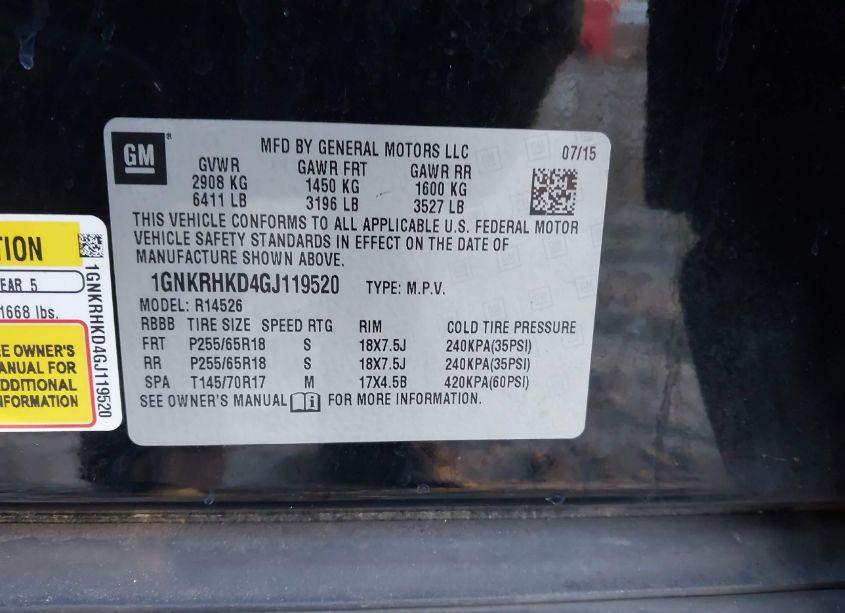 GM
MFD BY GENERAL MOTORS LLC 07/15
GVWR GAWR FRT GAWR RR
2908 KG 1450 KG 1600 KG
6411 LB 3196 LB 3527 LB
THIS VEHICLE CONFORMS TO ALL APPLICABLE U.S. FEDERAL MOTOR
VEHICLE SAFETY STANDARDS IN EFFECT ON THE DATE OF
MANUFACTURE SHOWN ABOVE.
1GNKRHKD4GJ119520 TYPE: M.P.V.
MODEL: R14526
RBBB TIRE SIZE SPEED RTG RIM COLD TIRE PRESSURE
FRT P255/65R18 S 18X7.5J 240KPA(35PSI)
RR P255/65R18 S 18X7.5J 240KPA(35PSI)
SPA T145/70R17 M 17X4.5B 420KPA(60PSI)
SEE OWNER'S MANUAL i FOR MORE INFORMATION.
TION
EAR 5
1668 lbs.
E OWNER'S
ANUAL FOR
ADDITIONAL
NFORMATION
1GNKRHKD4GJ119520